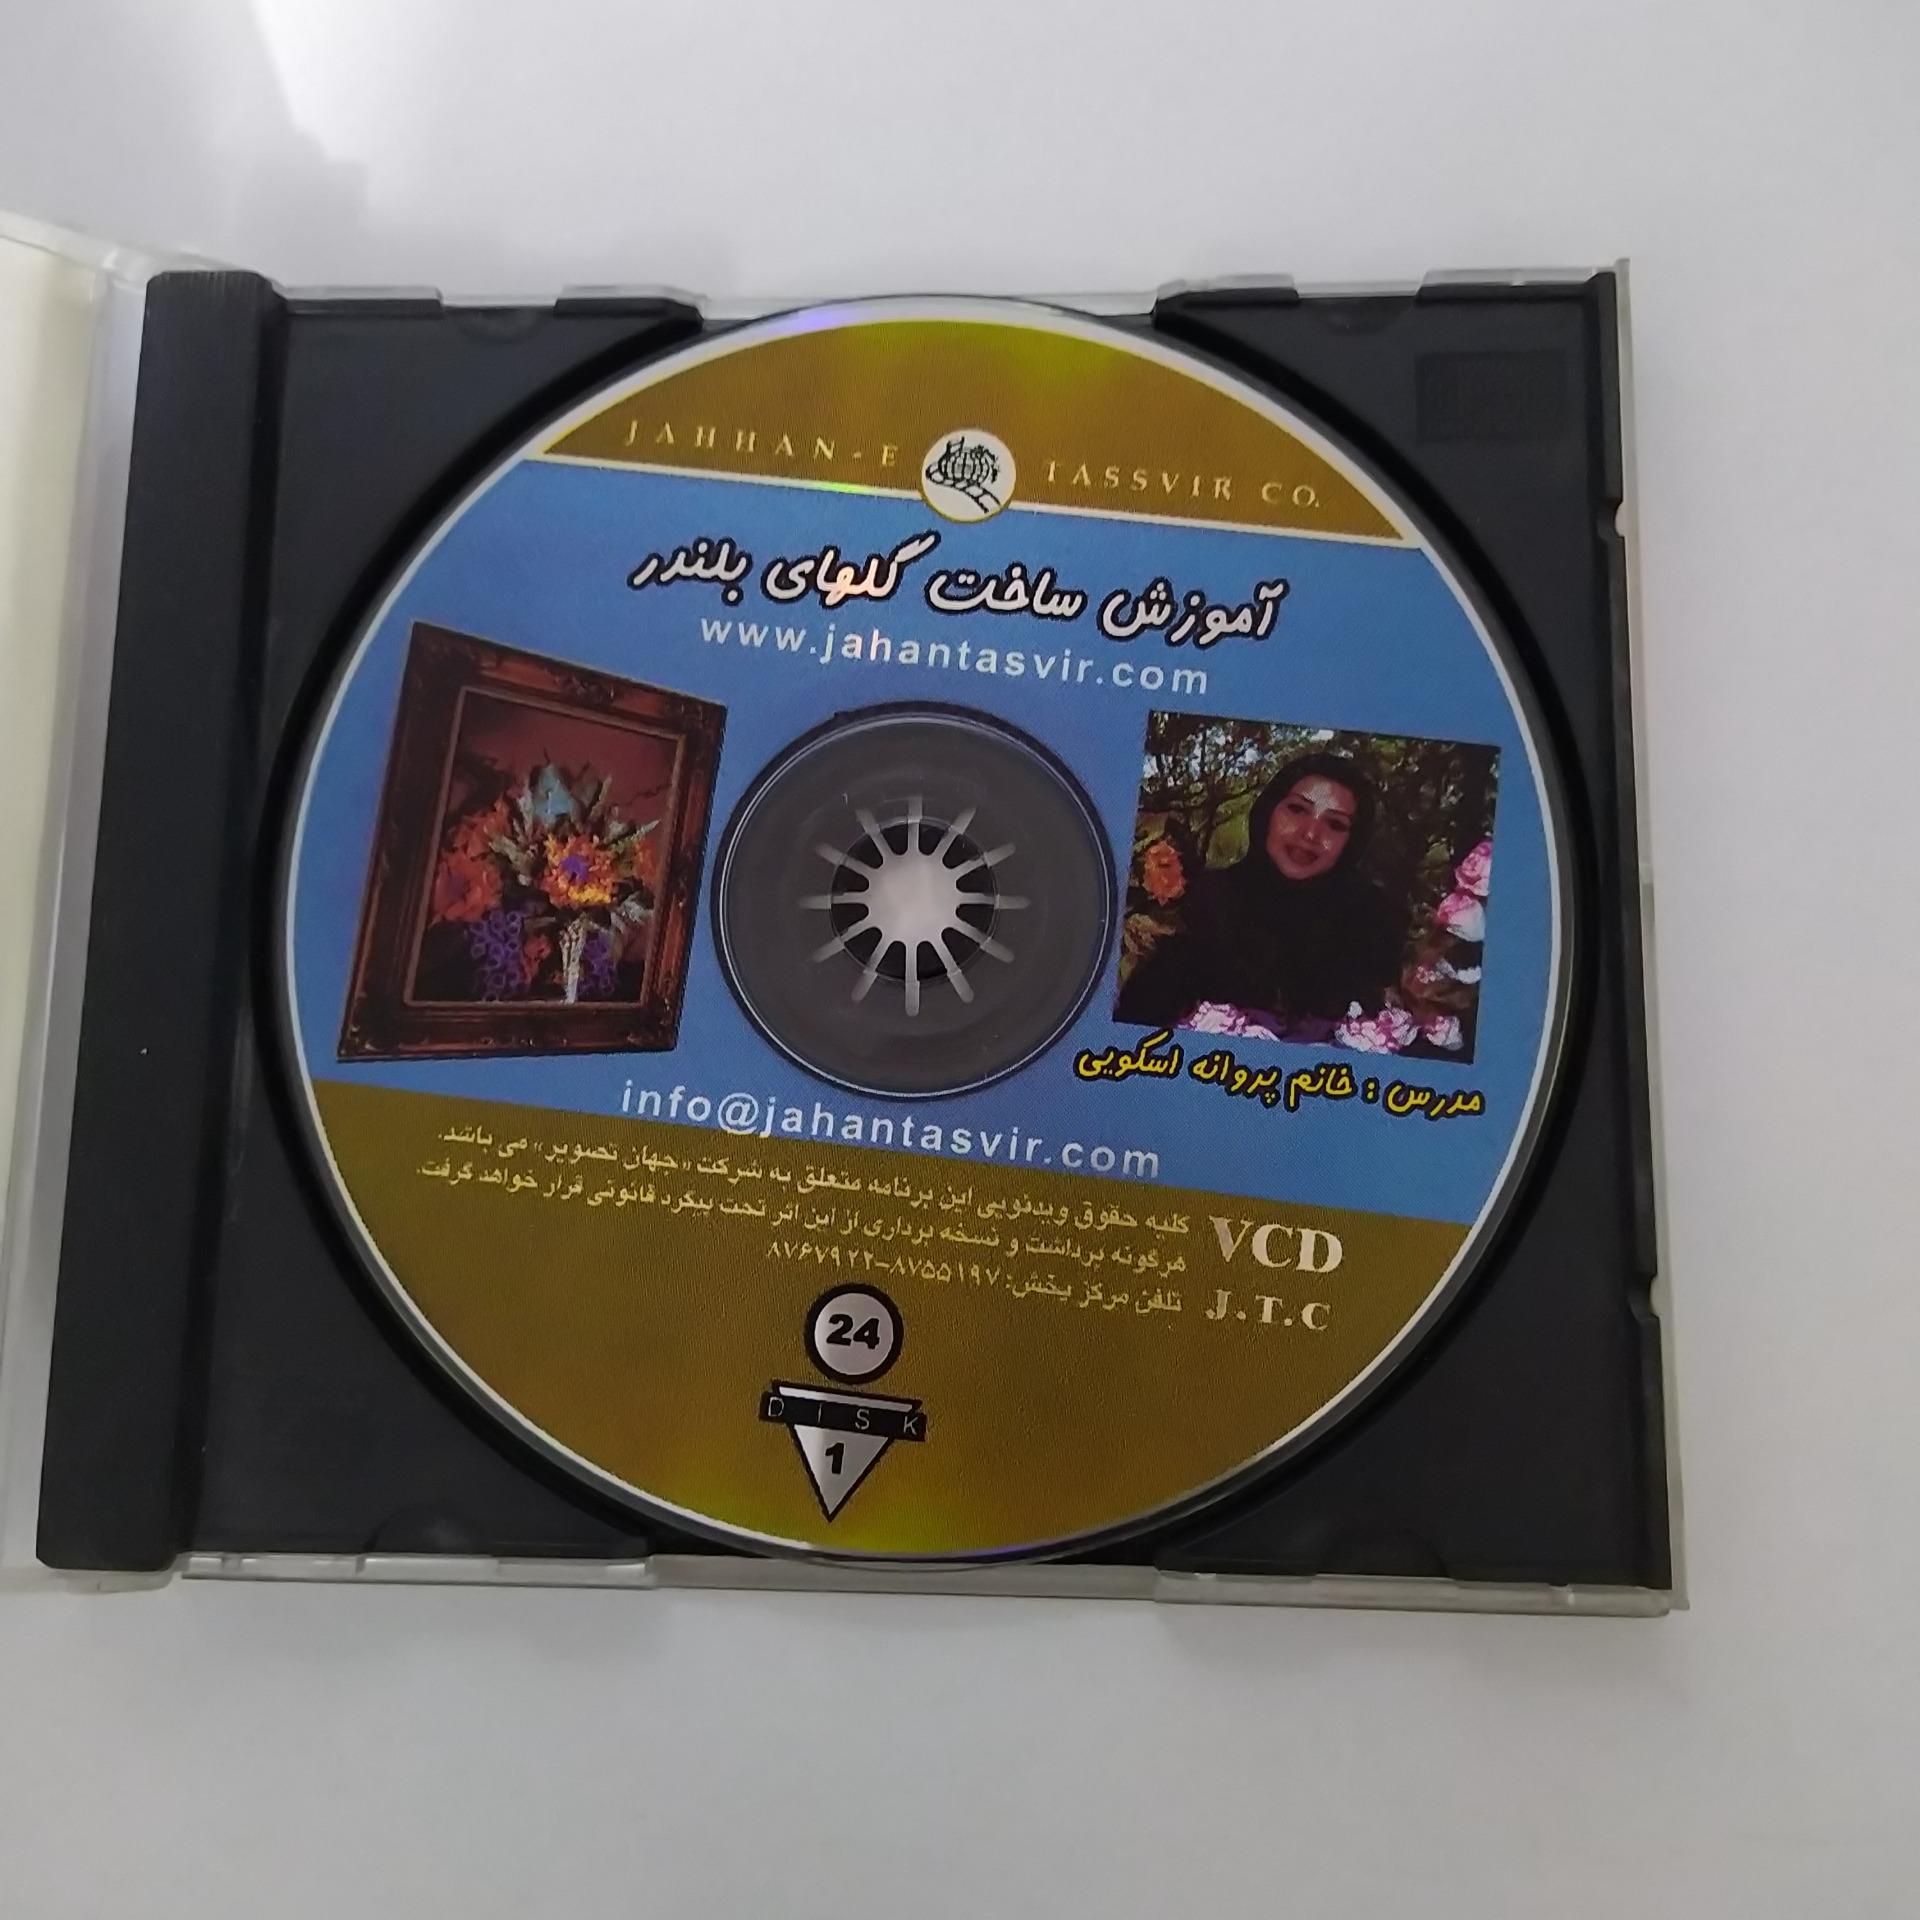 JAHHAN-E TASSVIR CO.
آموزش ساخت گلهای بلندر
www.jahantasvir.com
مدرس : خانم پروانه اسکویی
info@jahantasvir.com
کلیه حقوق ویدئویی این برنامه متعلق به شرکت «جهان تصویر» می باشد.
هرگونه برداشت و نسخه برداری از این اثر تحت پیگرد قانونی قرار خواهد گرفت.
تلفن مرکز پخش: ۸۷۵۵۱۹۷-۸۷۶۷۹۲۲
VCD
J.T.C
24
DISK
1